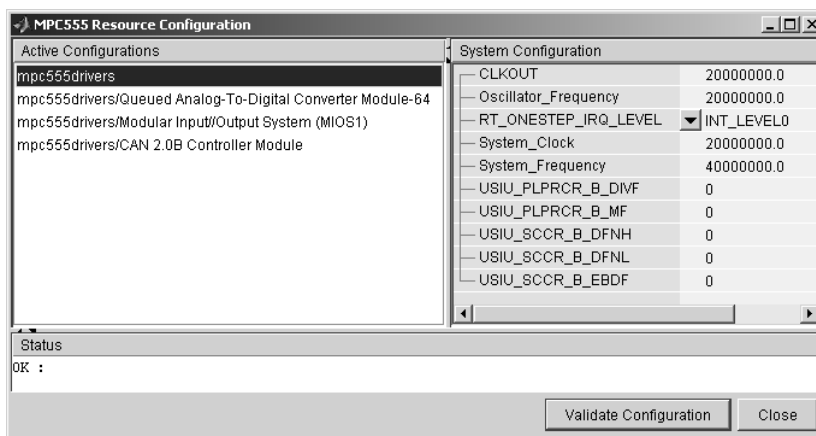 MPC555 Resource Configuration
Active Configurations
mpc555drivers
mpc555drivers/Queued Analog-To-Digital Converter Module-64
mpc555drivers/Modular Input//Output System (MIOS1)
mpc555drivers/CAN 2.0B Controller Module
System Configuration
CLKOUT 20000000.0
Oscillator_Frequency 20000000.0
RT_ONESTEP_IRQ_LEVEL INT_LEVEL0
System_Clock 20000000.0
System_Frequency 40000000.0
USIU_PLPRCR_B_DIVF 0
USIU_PLPRCR_B_MF 0
USIU_SCCR_B_DFNH 0
USIU_SCCR_B_DFNL 0
USIU_SCCR_B_EBDF 0
Status
OK :
Validate Configuration Close